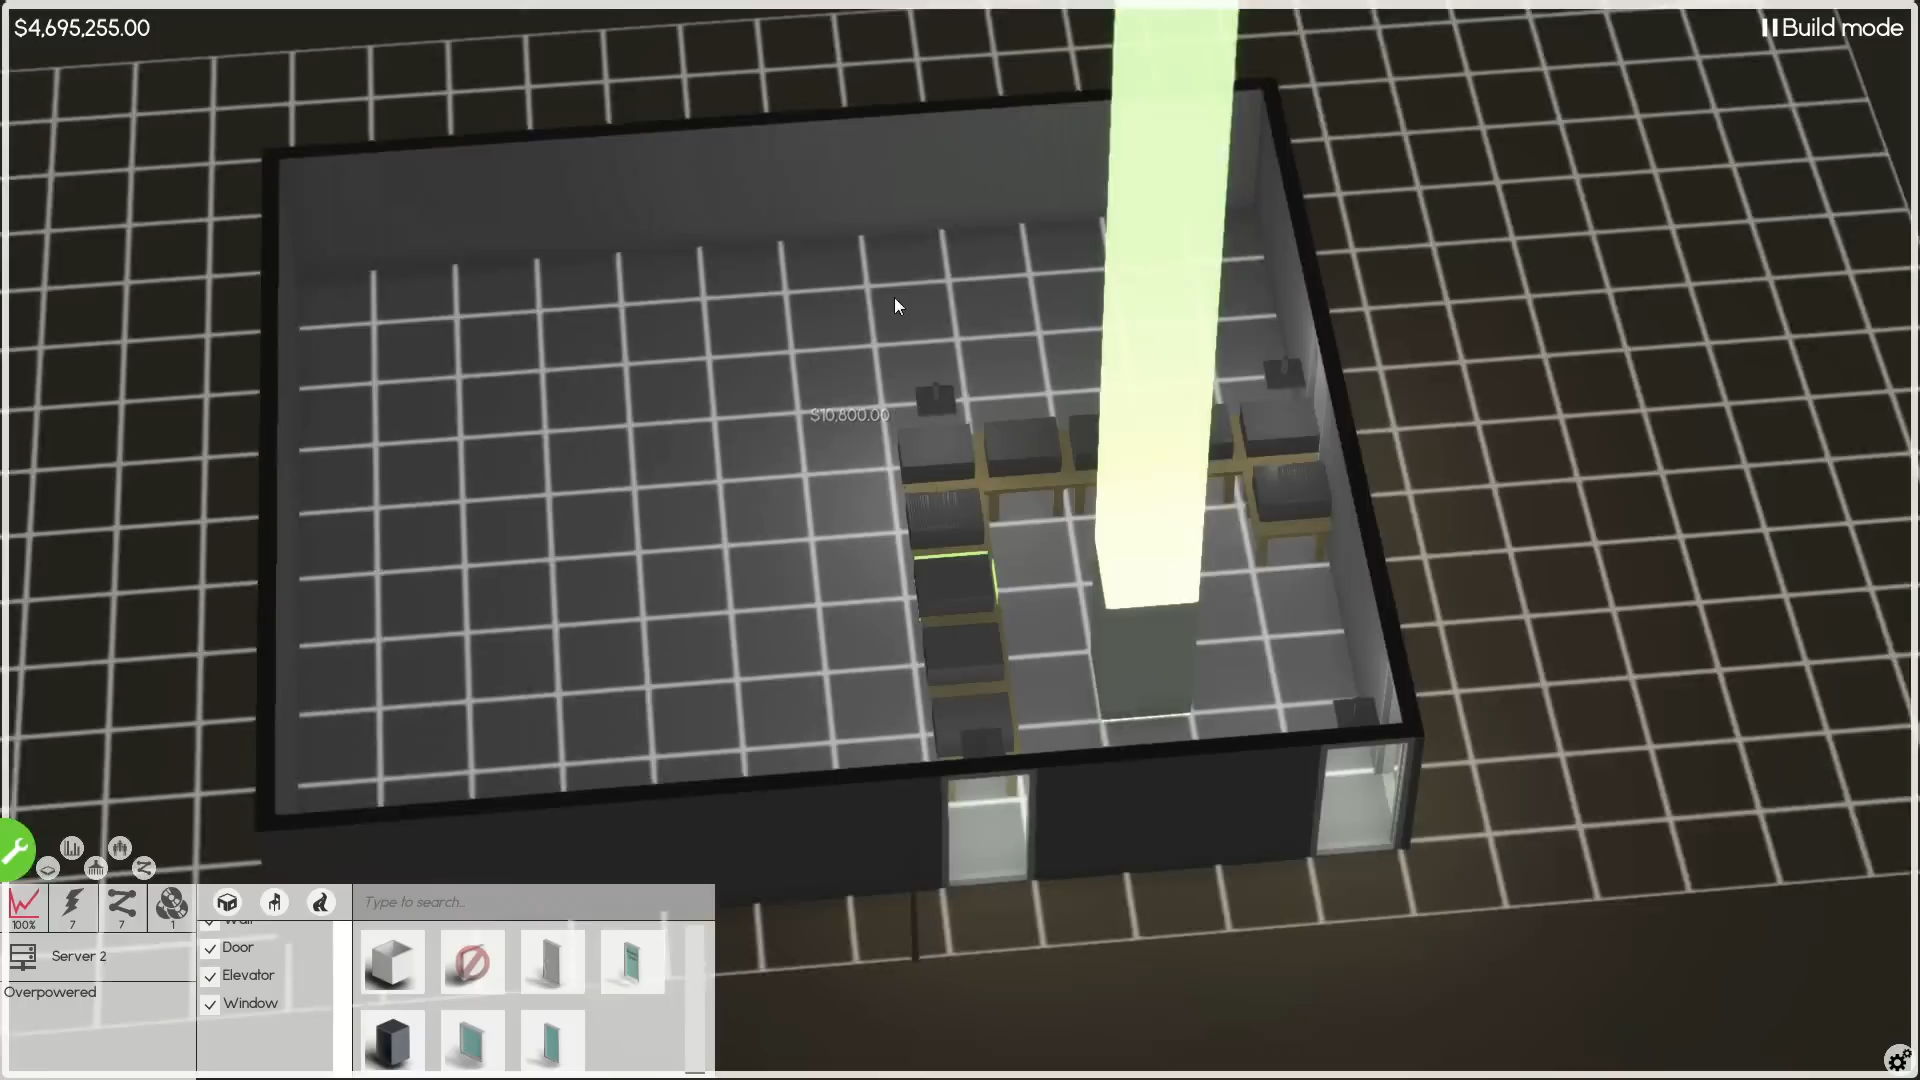 $4,695,255.00
Build mode
$10,800.00
Type to search...
100%
7
7
1
Wall
Door
Server 2
Elevator
Overpowered
Window